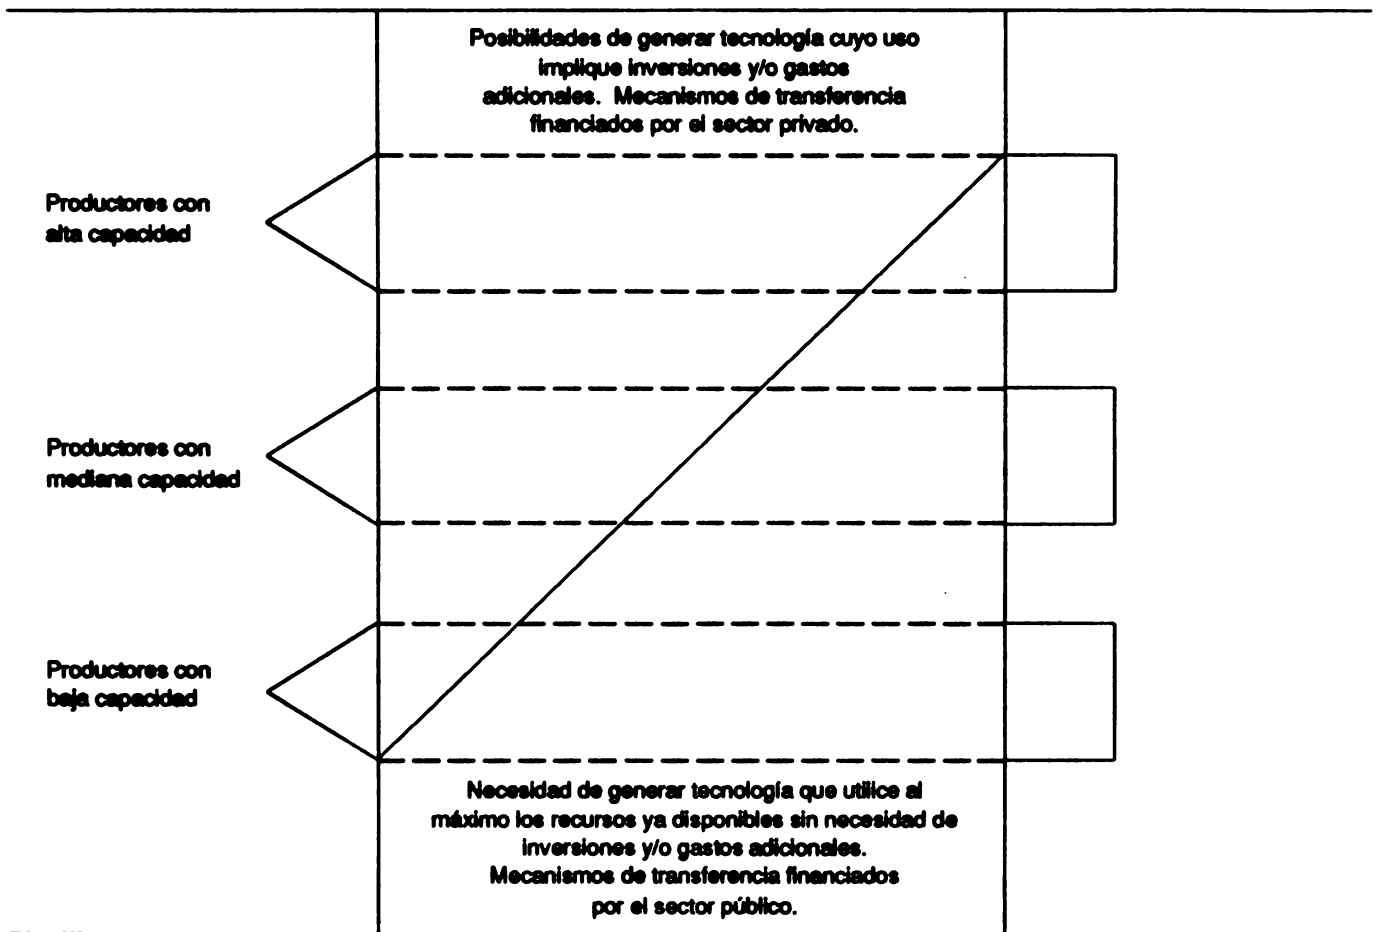 Posibilidades de generar tecnología cuyo uso
implique inversiones y/o gastos
adicionales. Mecanismos de transferencia
financiados por el sector privado.
Productores con
alta capacidad
Productores con
mediana capacidad
Productores con
baja capacidad
Necesidad de generar tecnología que utilice al
máximo los recursos ya disponibles sin necesidad de
inversiones y/o gastos adicionales.
Mecanismos de transferencia financiados
por el sector público.